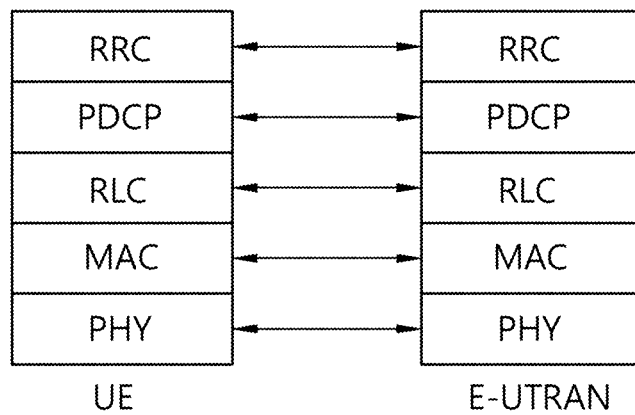 RRC RRC
PDCP PDCP
RLC RLC
MAC MAC
PHY PHY
UE E-UTRAN